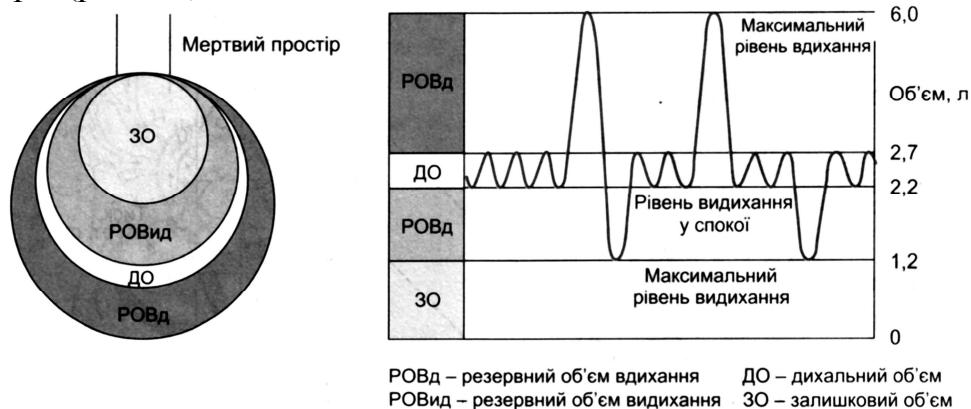 Мертвий простір
ЗО
РОВид
ДО
РОВд
РОВд
ДО
РОВд
ЗО
Максимальний
рівень вдихання
Рівень видихання
у спокої
Максимальний
рівень видихання
6,0
Об'єм, л
2,7
2,2
1,2
0
РОВд – резервний об'єм вдихання
РОВид – резервний об'єм видихання
ДО – дихальний об'єм
ЗО – залишковий об'єм